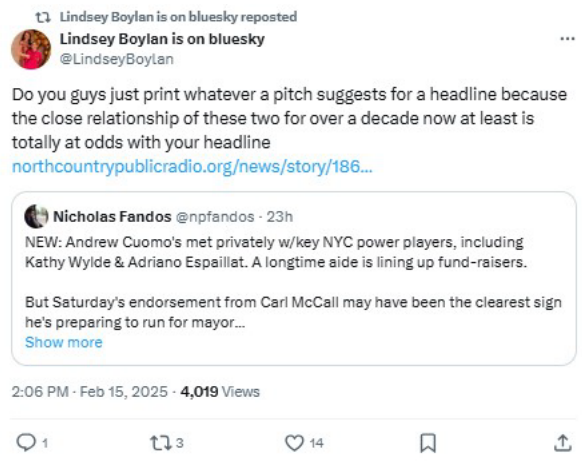 Lindsey Boylan is on bluesky reposted
Lindsey Boylan is on bluesky
@LindseyBoylan
Do you guys just print whatever a pitch suggests for a headline because
the close relationship of these two for over a decade now at least is
totally at odds with your headline
northcountrypublicradio.org/news/story/186...
Nicholas Fandos @npfandos · 23h
NEW: Andrew Cuomo's met privately w/key NYC power players, including
Kathy Wylde & Adriano Espaillat. A longtime aide is lining up fund-raisers.
But Saturday's endorsement from Carl McCall may have been the clearest sign
he's preparing to run for mayor...
Show more
2:06 PM · Feb 15, 2025 · 4,019 Views
1 3 14